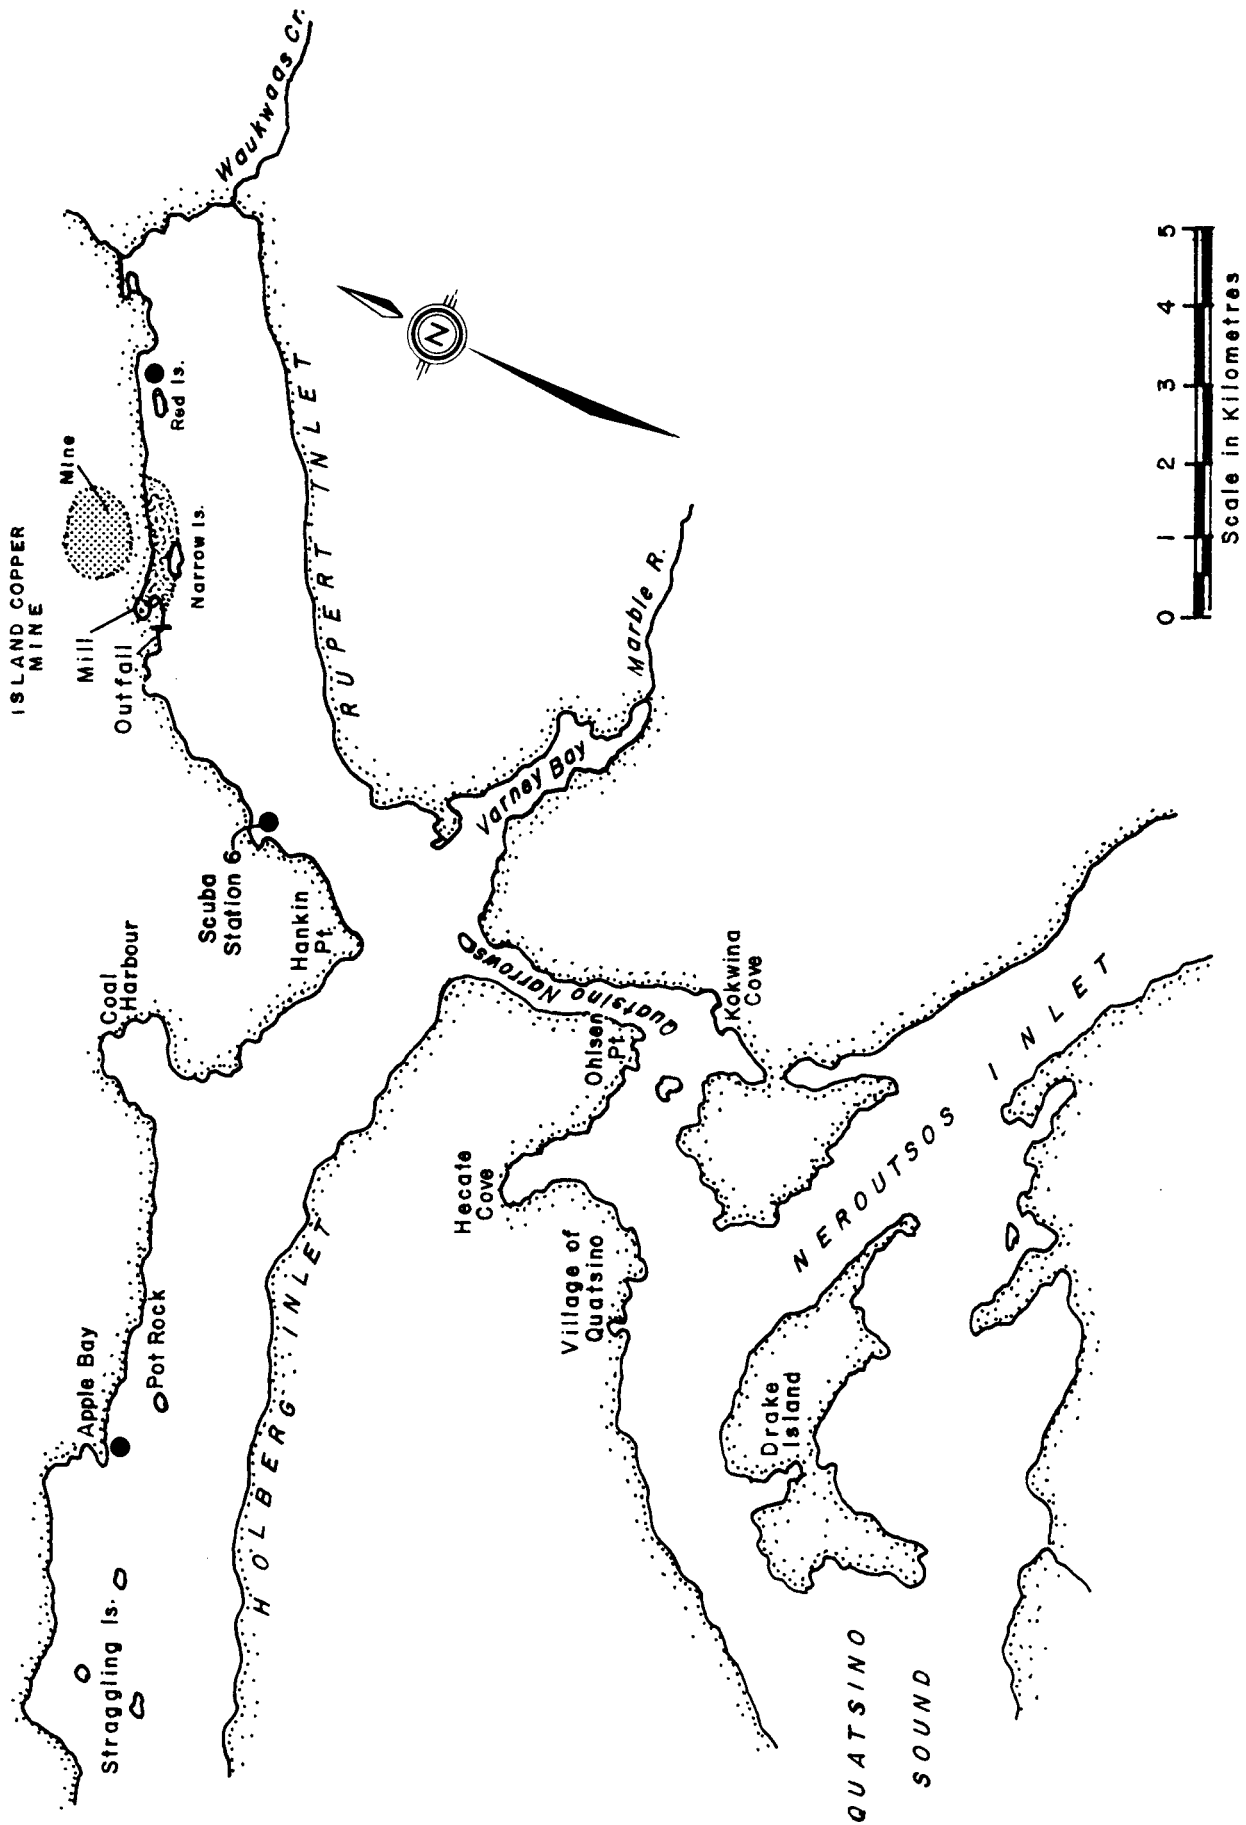 ISLAND COPPER
MINE
Mine
Mill
Outfall
Narrow Is.
Red Is.
Waukwaas Cr.
RUPERT INLET
Scuba
Station 6
Hankin
Pt.
Coal
Harbour
Apple Bay
Pot Rock
Straggling Is.
HOLBERG INLET
Varney Bay
Marble R.
Quatsino Narrows
Ohlsen
Pt.
Kokwina
Cove
Hecate
Cove
Village of
Quatsino
NEROUTSOS INLET
Drake
Island
QUATSINO
SOUND
N
0 1 2 3 4 5
Scale in Kilometres